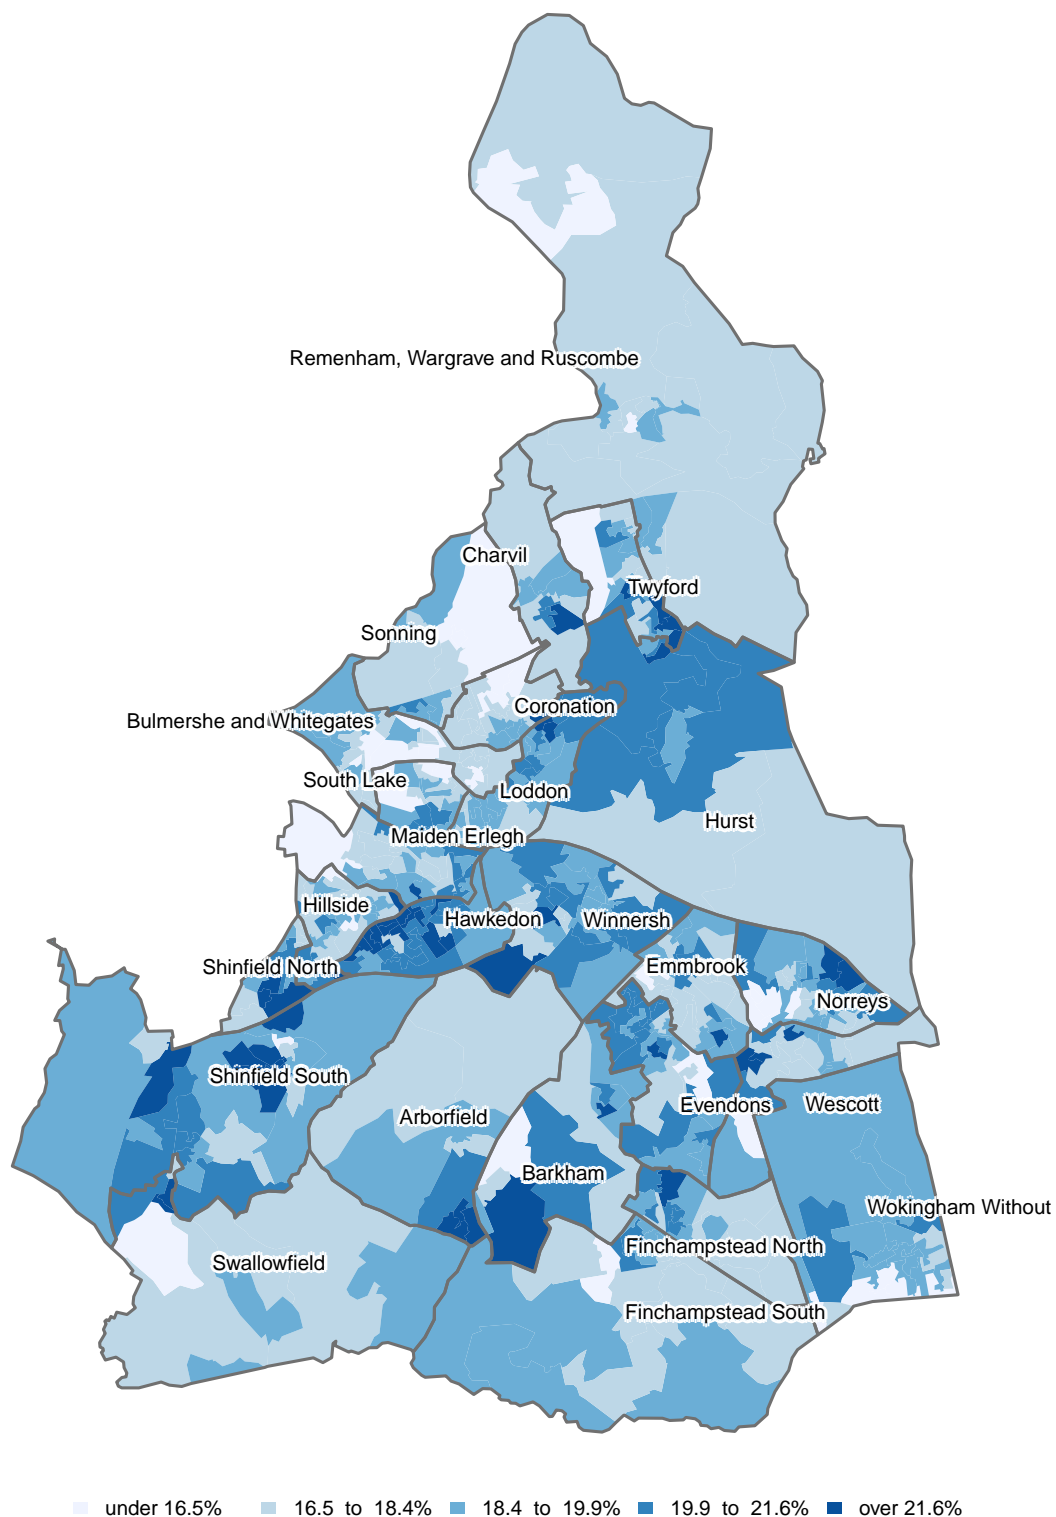 Remenham, Wargrave and Ruscombe
Charvil
Twyford
Sonning
Coronation
Bulmershe and Whitegates
South Lake
Loddon
Hurst
Maiden Erlegh
Hillside
Hawkedon
Winnersh
Shinfield North
Emmbrook
Norreys
Shinfield South
Evendons
Wescott
Arborfield
Barkham
Wokingham Without
Finchampstead North
Swallowfield
Finchampstead South
under 16.5%
16.5 to 18.4%
18.4 to 19.9%
19.9 to 21.6%
over 21.6%